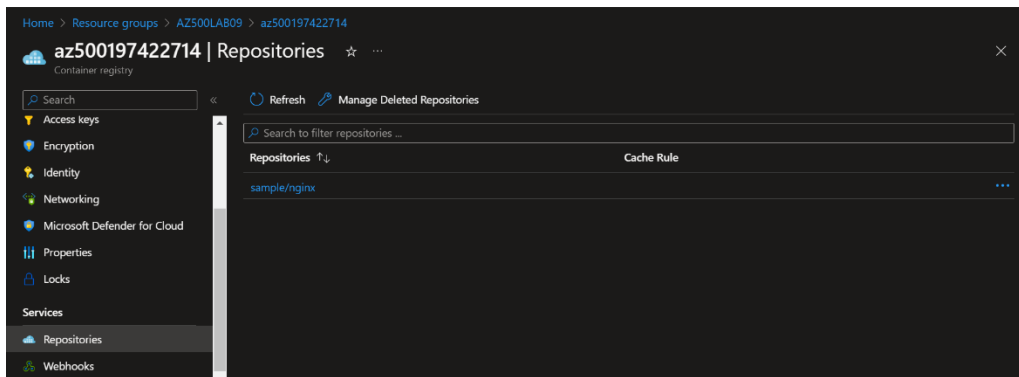 Home > Resource groups > AZ500LAB09 > az500197422714
az500197422714 | Repositories
Container registry
Search
Refresh
Manage Deleted Repositories
Access keys
Search to filter repositories ...
Encryption
Repositories ↑↓
Cache Rule
Identity
sample/nginx
Networking
Microsoft Defender for Cloud
Properties
Locks
Services
Repositories
Webhooks